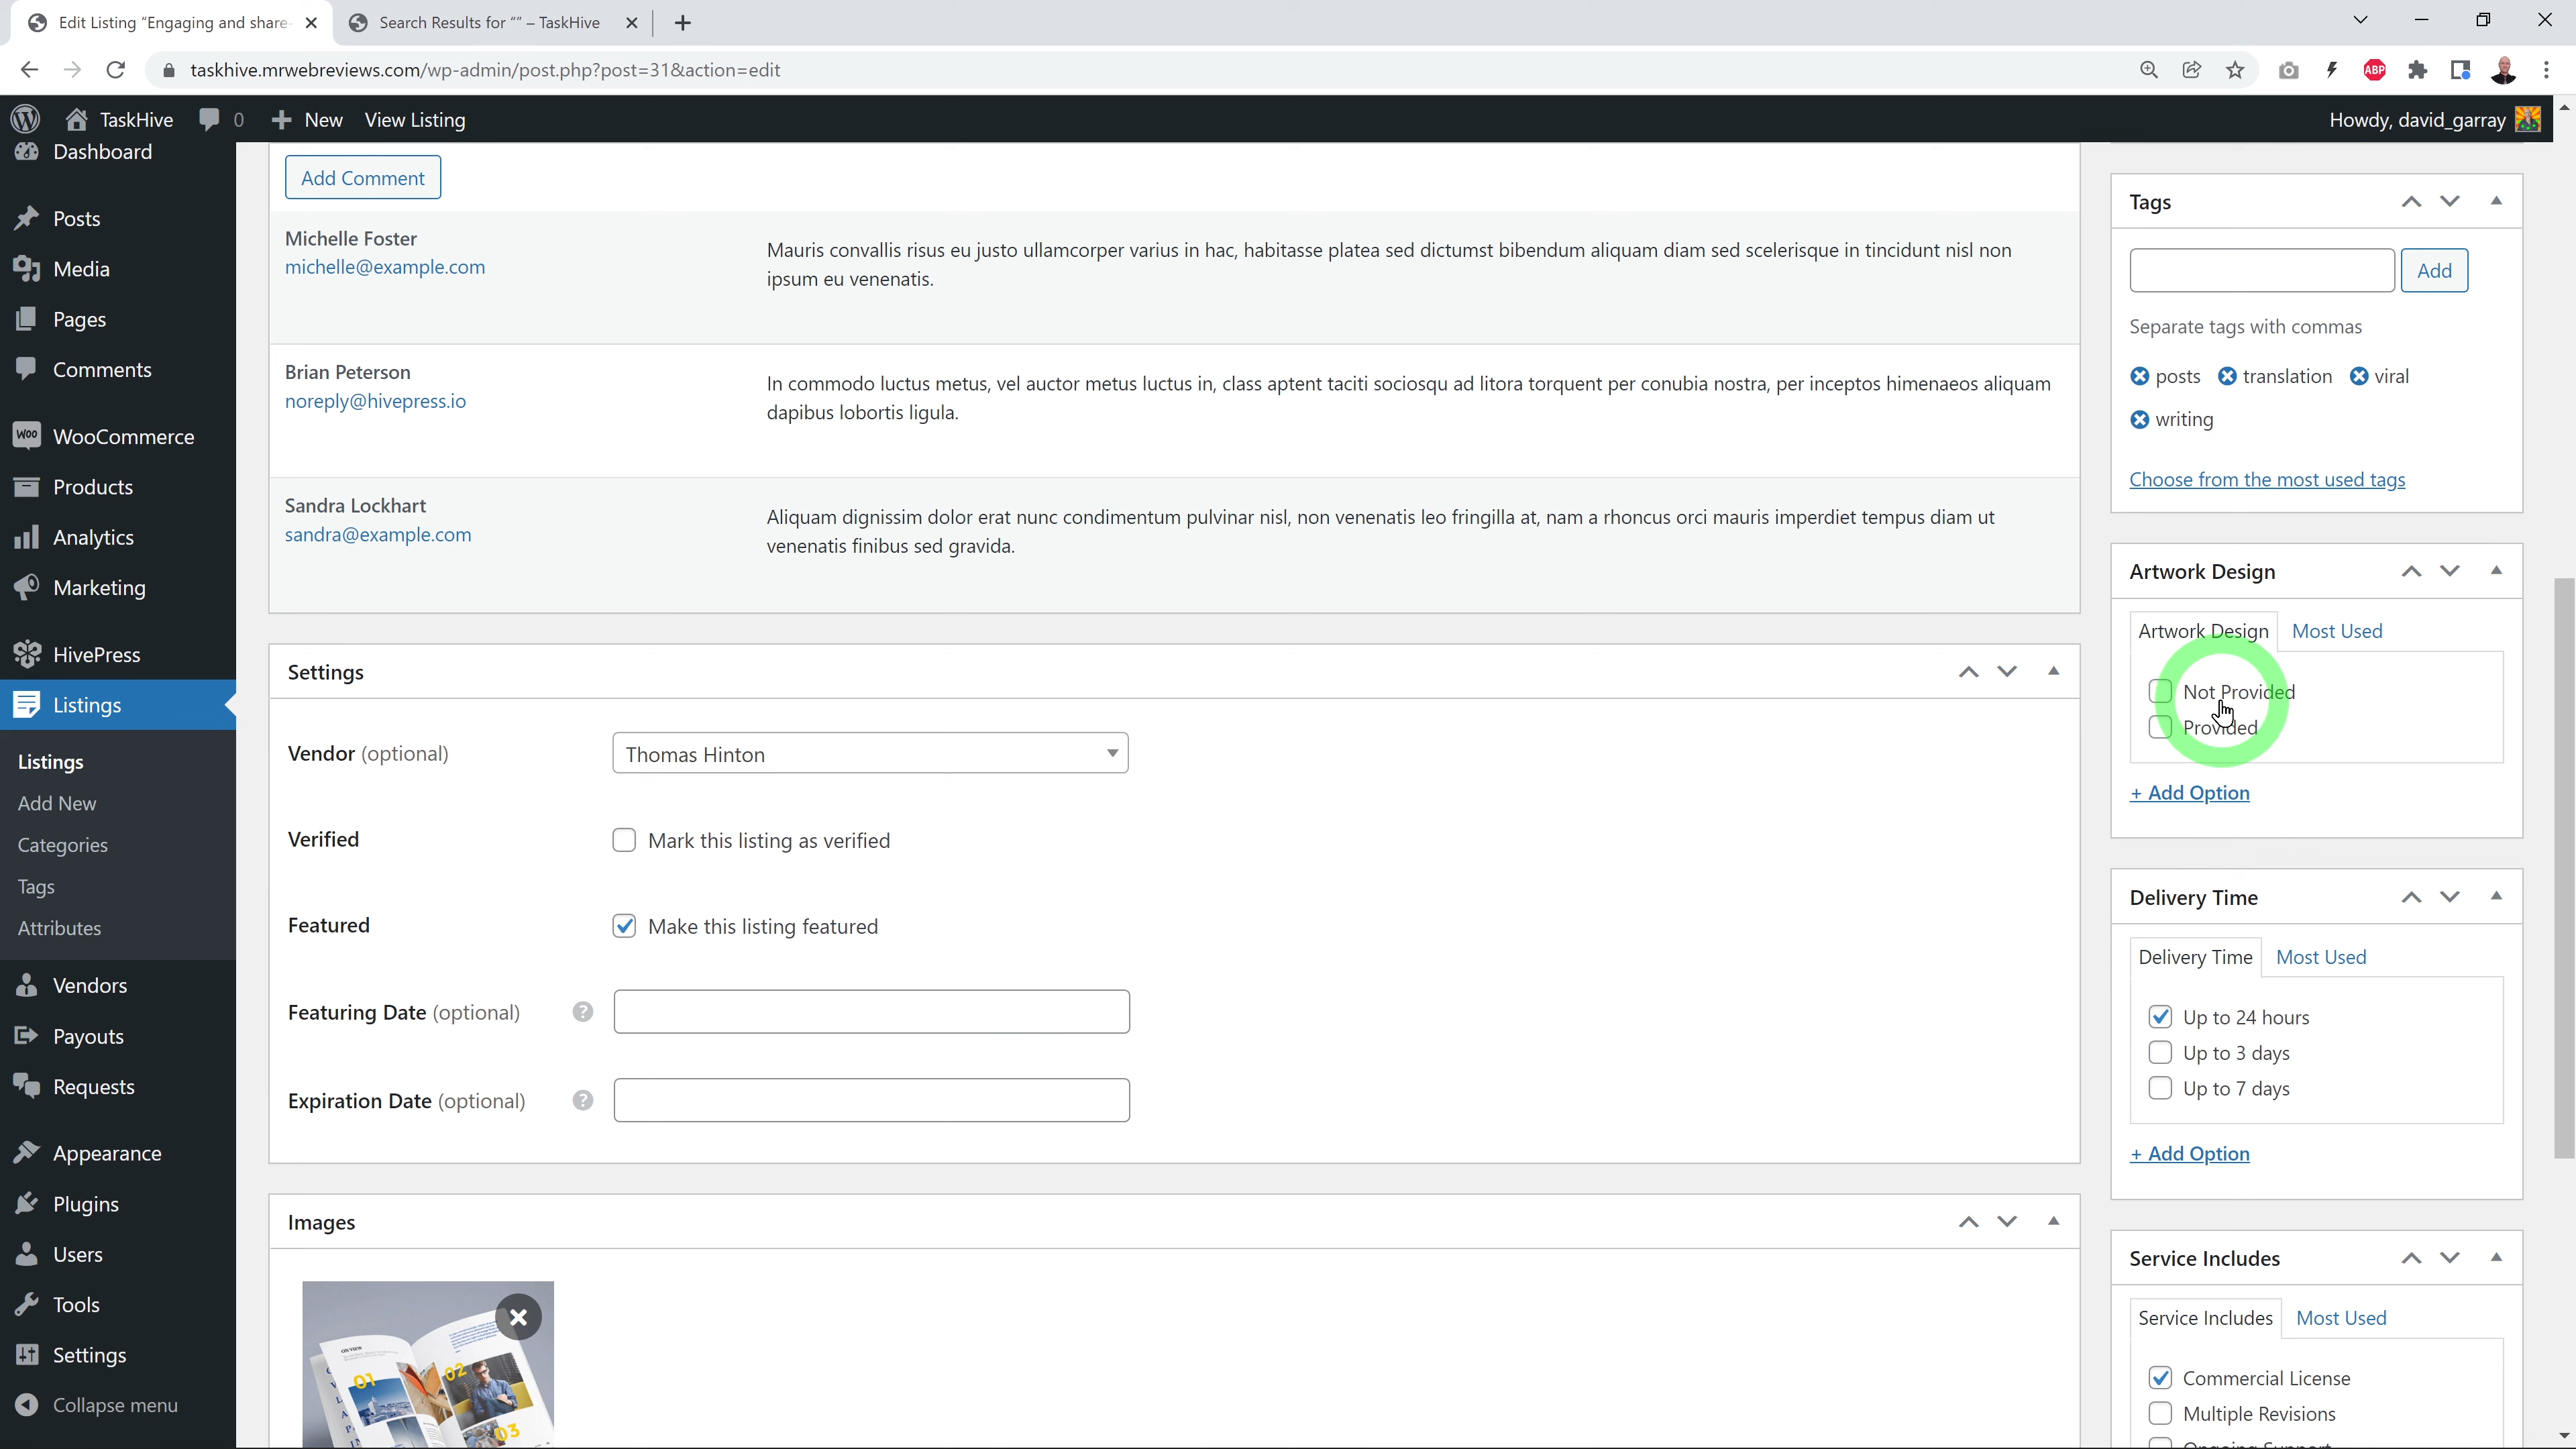 Edit Listing “Engaging and share-
Search Results for “” – TaskHive
taskhive.mrwebreviews.com/wp-admin/post.php?post=31&action=edit
ABP
TaskHive
0
New
View Listing
Howdy, david_garray
Dashboard
Posts
Media
Pages
Comments
Woo
WooCommerce
Products
Analytics
Marketing
HivePress
Listings
Listings
Add New
Categories
Tags
Attributes
Vendors
Payouts
Requests
Appearance
Plugins
Users
Tools
Settings
Collapse menu
Add Comment
Michelle Foster
michelle@example.com
Mauris convallis risus eu justo ullamcorper varius in hac, habitasse platea sed dictumst bibendum aliquam diam sed scelerisque in tincidunt nisl non
ipsum eu venenatis.
Brian Peterson
noreply@hivepress.io
In commodo luctus metus, vel auctor metus luctus in, class aptent taciti sociosqu ad litora torquent per conubia nostra, per inceptos himenaeos aliquam
dapibus lobortis ligula.
Sandra Lockhart
sandra@example.com
Aliquam dignissim dolor erat nunc condimentum pulvinar nisl, non venenatis leo fringilla at, nam a rhoncus orci mauris imperdiet tempus diam ut
venenatis finibus sed gravida.
Settings
Vendor (optional)
Thomas Hinton
Verified
Mark this listing as verified
Featured
Make this listing featured
Featuring Date (optional)
?
Expiration Date (optional)
?
Images
ON VIEW
01
02
03
Tags
Add
Separate tags with commas
posts translation viral
writing
Choose from the most used tags
Artwork Design
Artwork Design Most Used
Not Provided
Provided
+ Add Option
Delivery Time
Delivery Time Most Used
Up to 24 hours
Up to 3 days
Up to 7 days
+ Add Option
Service Includes
Service Includes Most Used
Commercial License
Multiple Revisions